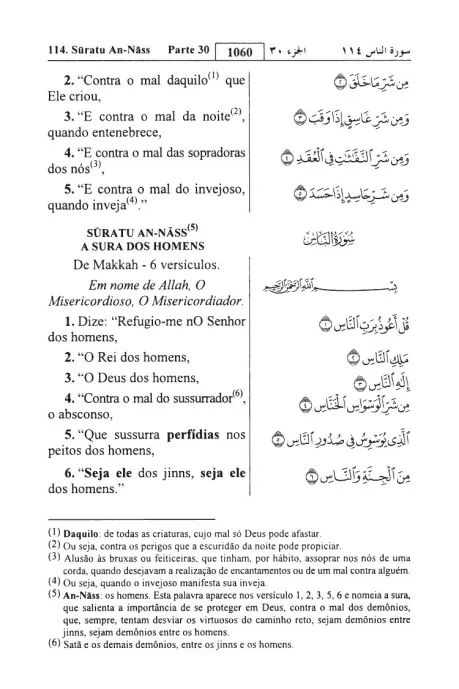 114. Sūratu An-Nāss Parte 30 1060 الجزء ٣٠ سورة الناس ١١٤
2. “Contra o mal daquilo(1) que
Ele criou,
مِن شَرِّ مَا خَلَقَ ٢
3. “E contra o mal da noite(2),
quando entenebrece,
وَمِن شَرِّ غَاسِقٍ إِذَا وَقَبَ ٣
4. “E contra o mal das sopradoras
dos nós(3),
وَمِن شَرِّ ٱلنَّفَّـٰثَـٰتِ فِى ٱلْعُقَدِ ٤
5. “E contra o mal do invejoso,
quando inveja(4).”
وَمِن شَرِّ حَاسِدٍ إِذَا حَسَدَ ٥
SŪRATU AN-NĀSS(5)
A SURA DOS HOMENS
سُورَةُ النَّاسِ
De Makkah - 6 versículos.
Em nome de Allah, O
Misericordioso, O Misericordiador.
بِسْمِ ٱللَّهِ ٱلرَّحْمَـٰنِ ٱلرَّحِيمِ
1. Dize: “Refugio-me nO Senhor
dos homens,
قُلْ أَعُوذُ بِرَبِّ ٱلنَّاسِ ١
2. “O Rei dos homens,
مَلِكِ ٱلنَّاسِ ٢
3. “O Deus dos homens,
إِلَـٰهِ ٱلنَّاسِ ٣
4. “Contra o mal do sussurrador(6),
o absconso,
مِن شَرِّ ٱلْوَسْوَاسِ ٱلْخَنَّاسِ ٤
5. “Que sussurra perfídias nos
peitos dos homens,
ٱلَّذِى يُوَسْوِسُ فِى صُدُورِ ٱلنَّاسِ ٥
6. “Seja ele dos jinns, seja ele
dos homens.”
مِنَ ٱلْجِنَّةِ وَٱلنَّاسِ ٦
(1) Daquilo: de todas as criaturas, cujo mal só Deus pode afastar.
(2) Ou seja, contra os perigos que a escuridão da noite pode propiciar.
(3) Alusão às bruxas ou feiticeiras, que tinham, por hábito, assoprar nos nós de uma
corda, quando desejavam a realização de encantamentos ou de um mal contra alguém.
(4) Ou seja, quando o invejoso manifesta sua inveja.
(5) An-Nāss: os homens. Esta palavra aparece nos versículo 1, 2, 3, 5, 6 e nomeia a sura,
que salienta a importância de se proteger em Deus, contra o mal dos demônios,
que, sempre, tentam desviar os virtuosos do caminho reto, sejam demônios entre
jinns, sejam demônios entre os homens.
(6) Satã e os demais demônios, entre os jinns e os homens.